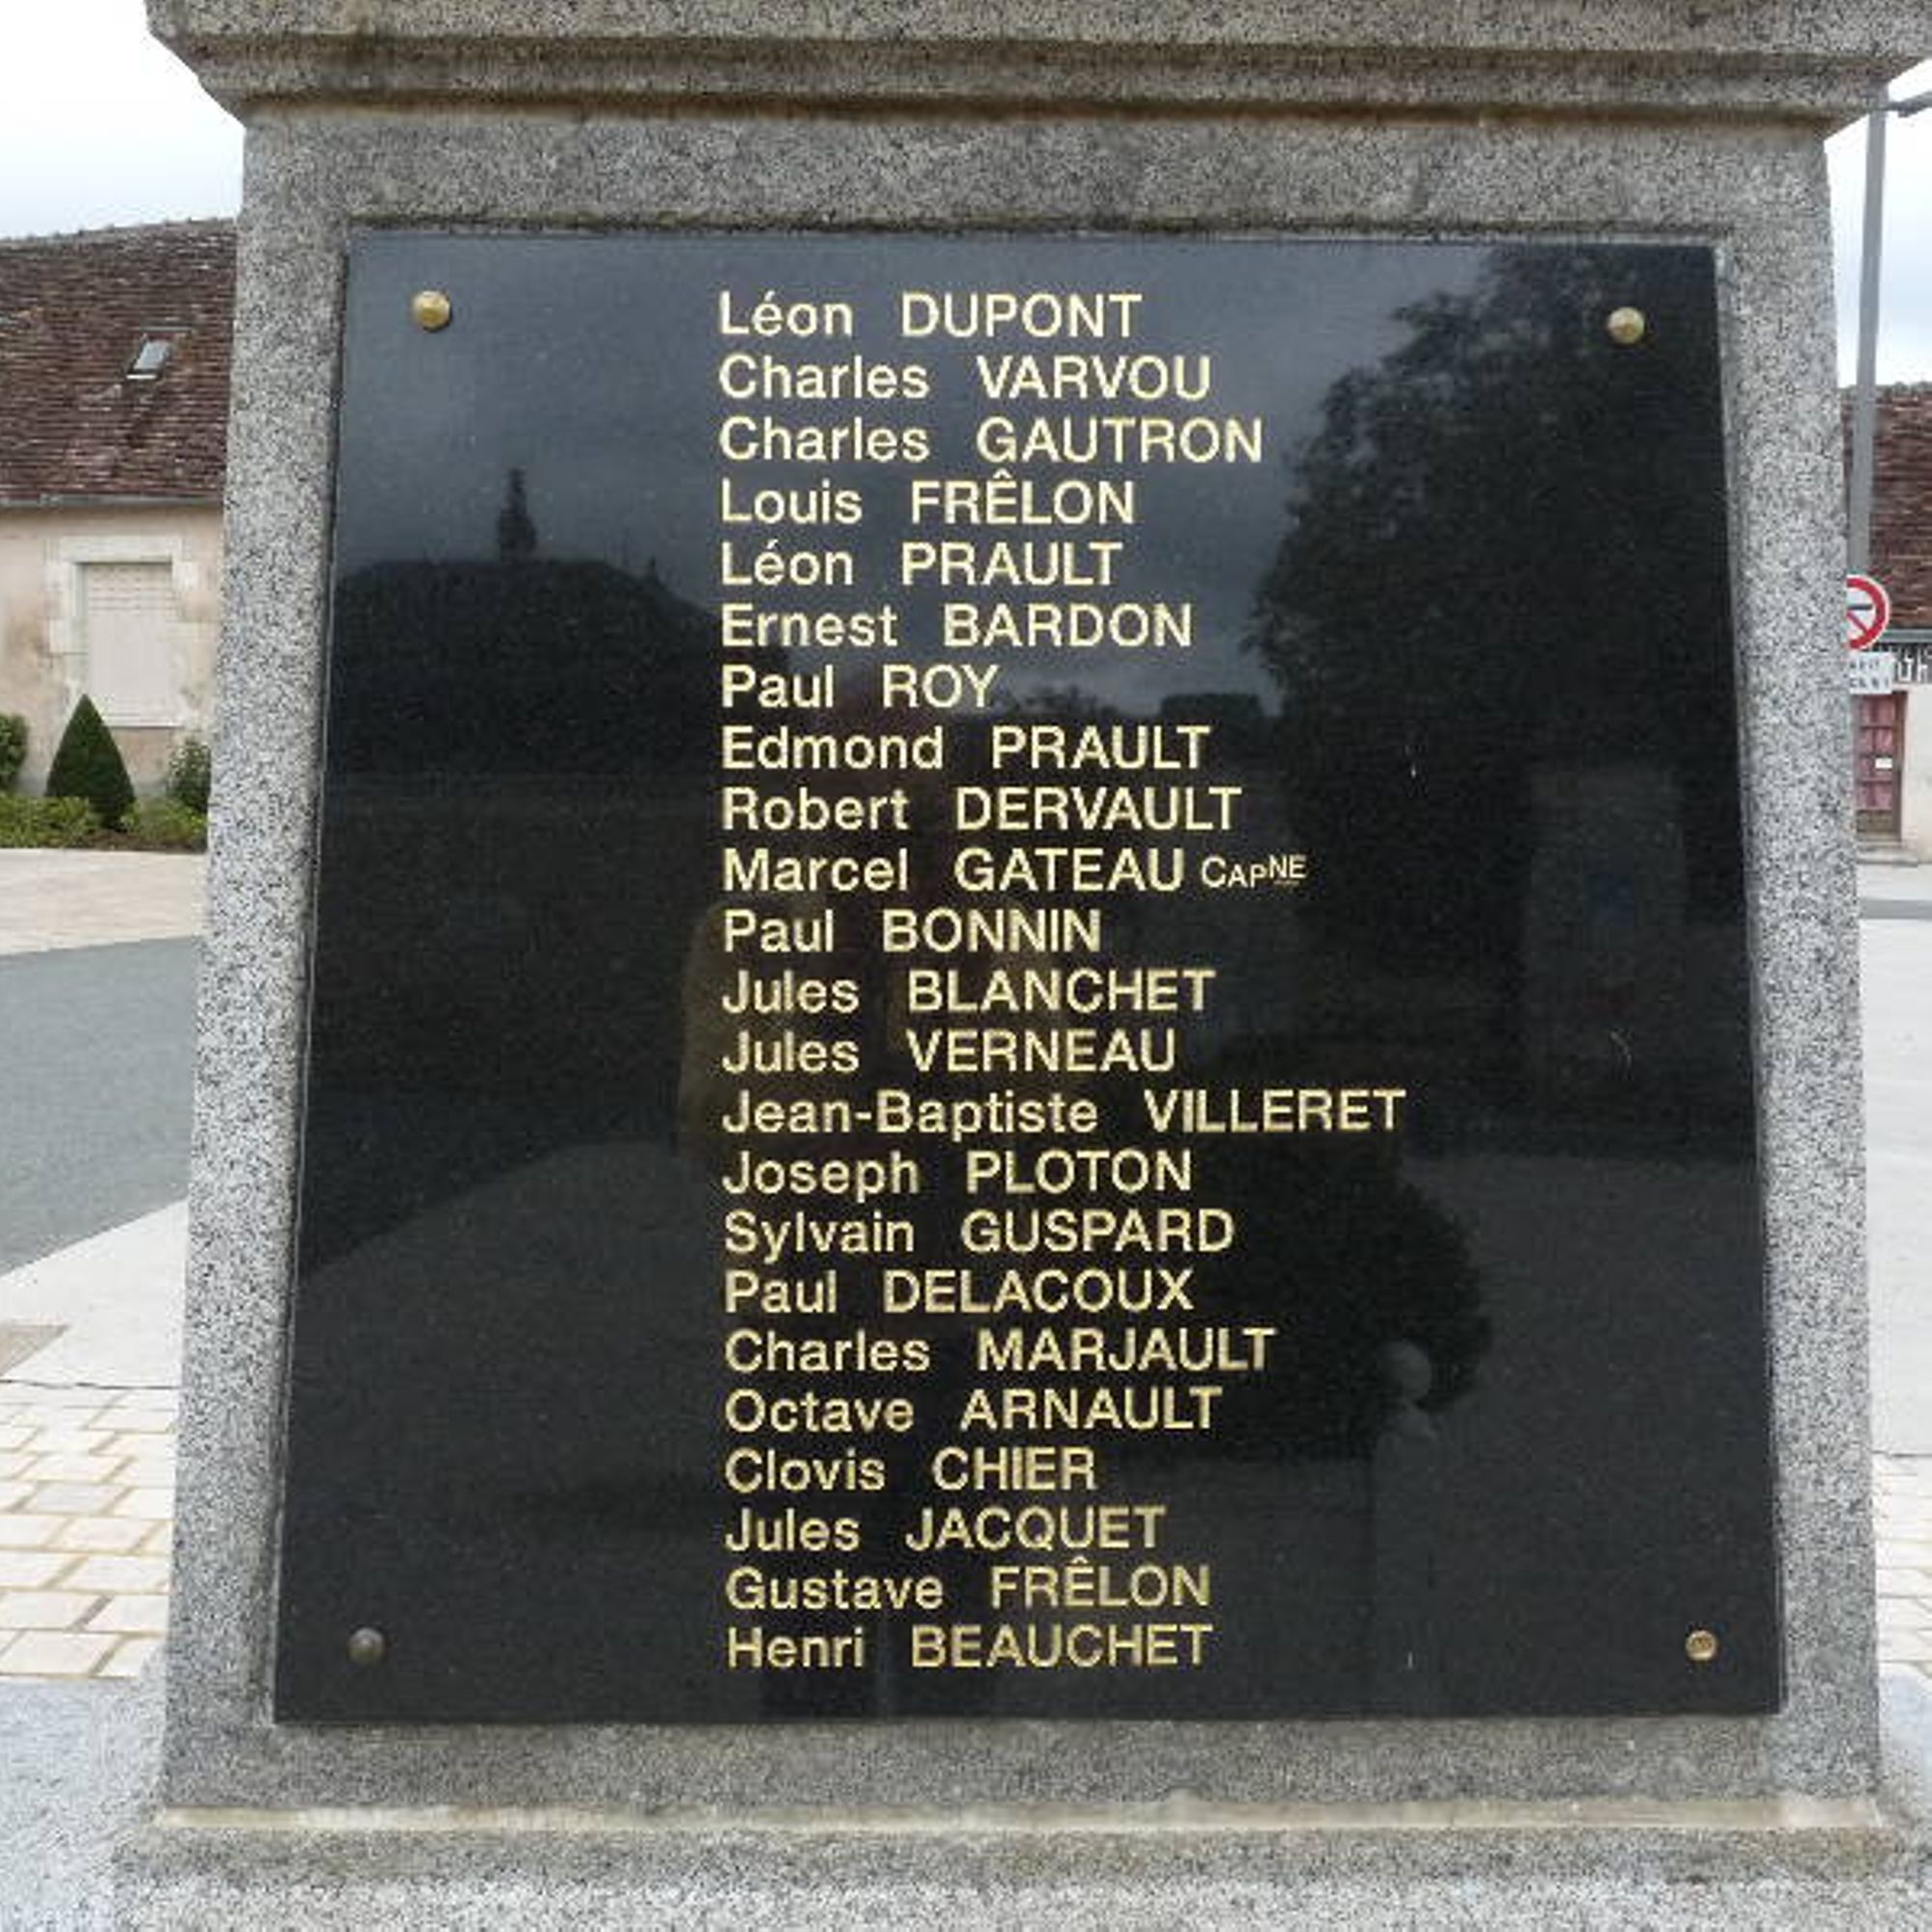 Léon DUPONT
Charles VARVOU
Charles GAUTRON
Louis FRÊLON
Léon PRAULT
Ernest BARDON
Paul ROY
Edmond PRAULT
Robert DERVAULT
Marcel GATEAU CAPNE
Paul BONNIN
Jules BLANCHET
Jules VERNEAU
Jean-Baptiste VILLERET
Joseph PLOTON
Sylvain GUSPARD
Paul DELACOUX
Charles MARJAULT
Octave ARNAULT
Clovis CHIER
Jules JACQUET
Gustave FRÊLON
Henri BEAUCHET